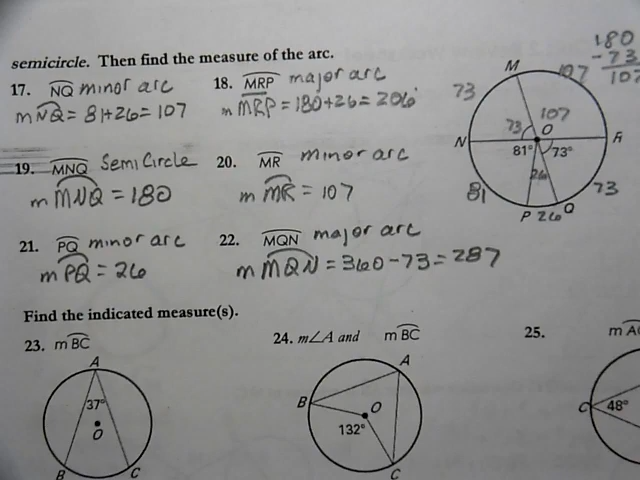 semicircle. Then find the measure of the arc.
17. NQ minor arc
mNQ = 81+26 = 107
18. MRP major arc
mMRP = 180+26 = 206
180
-73
107
M
107
73
107
73
O
N
R
81°
73°
26
81
73
P 26 Q
19. MNQ Semi Circle
mMNQ = 180
20. MR minor arc
mMR = 107
21. PQ minor arc
mPQ = 26
22. MQN major arc
mMQN = 360-73 = 287
Find the indicated measure(s).
23. mBC
24. m∠A and mBC
25.
A
37°
O
B
C
A
B
O
132°
C
C
48°